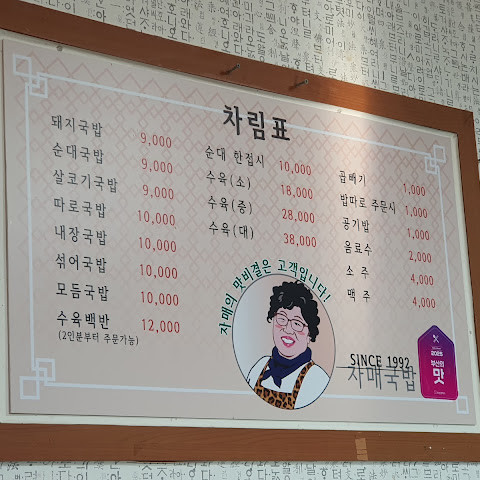 차림표
돼지국밥 9,000
순대국밥 9,000
살코기국밥 9,000
따로국밥 10,000
내장국밥 10,000
섞어국밥 10,000
모듬국밥 10,000
수육백반 12,000
(2인분부터 주문가능)
순대 한접시 10,000
수육(소) 18,000
수육(중) 28,000
수육(대) 38,000
곱빼기 1,000
밥따로 주문시 1,000
공기밥 1,000
음료수 2,000
소 주 4,000
맥 주 4,000
자매의 맛비결은 고객입니다!
SINCE 1992
자매국밥
부산의
맛